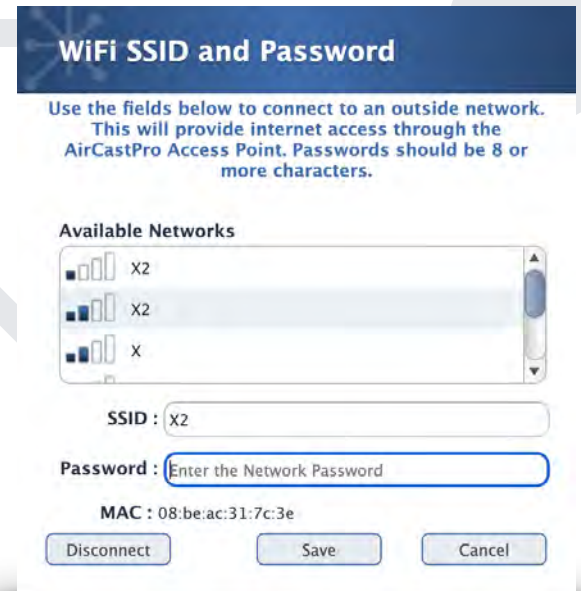 WiFi SSID and Password
Use the fields below to connect to an outside network.
This will provide internet access through the
AirCastPro Access Point. Passwords should be 8 or
more characters.
Available Networks
X2
X2
X
SSID : X2
Password : Enter the Network Password
MAC : 08:be:ac:31:7c:3e
Disconnect Save Cancel